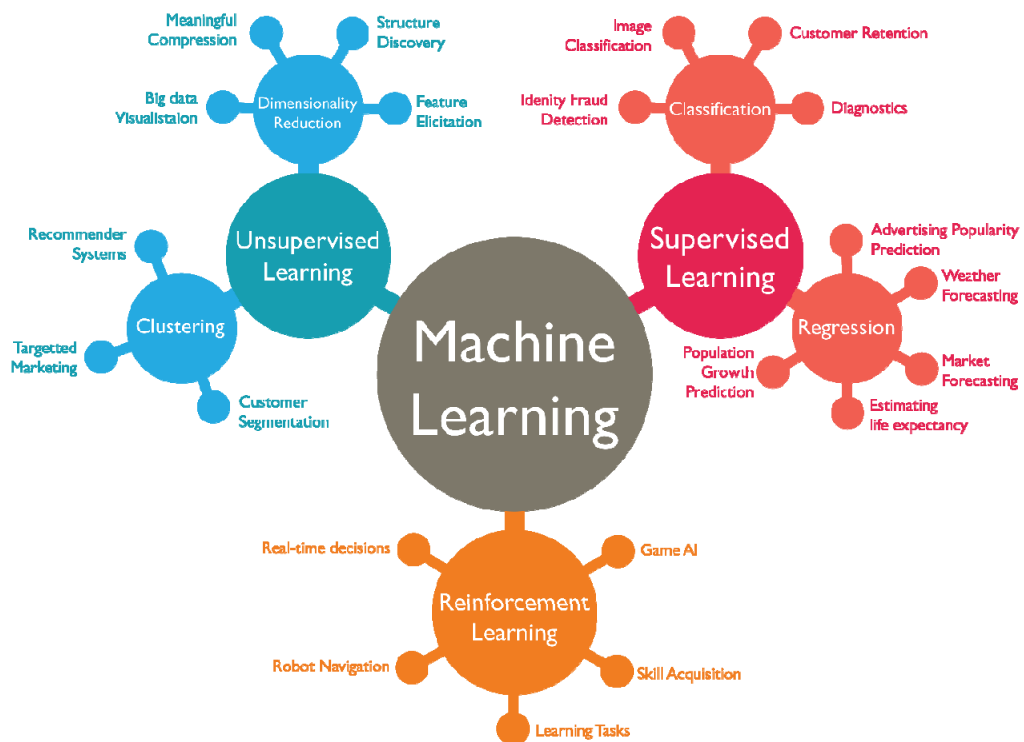 Meaningful
Compression
Structure
Discovery
Big data
Visualistaion
Dimensionality
Reduction
Feature
Elicitation
Image
Classification
Customer Retention
Idenity Fraud
Detection
Classification
Diagnostics
Recommender
Systems
Unsupervised
Learning
Clustering
Targetted
Marketing
Customer
Segmentation
Supervised
Learning
Advertising Popularity
Prediction
Weather
Forecasting
Regression
Population
Growth
Prediction
Market
Forecasting
Estimating
life expectancy
Machine
Learning
Real-time decisions
Game AI
Reinforcement
Learning
Robot Navigation
Skill Acquisition
Learning Tasks